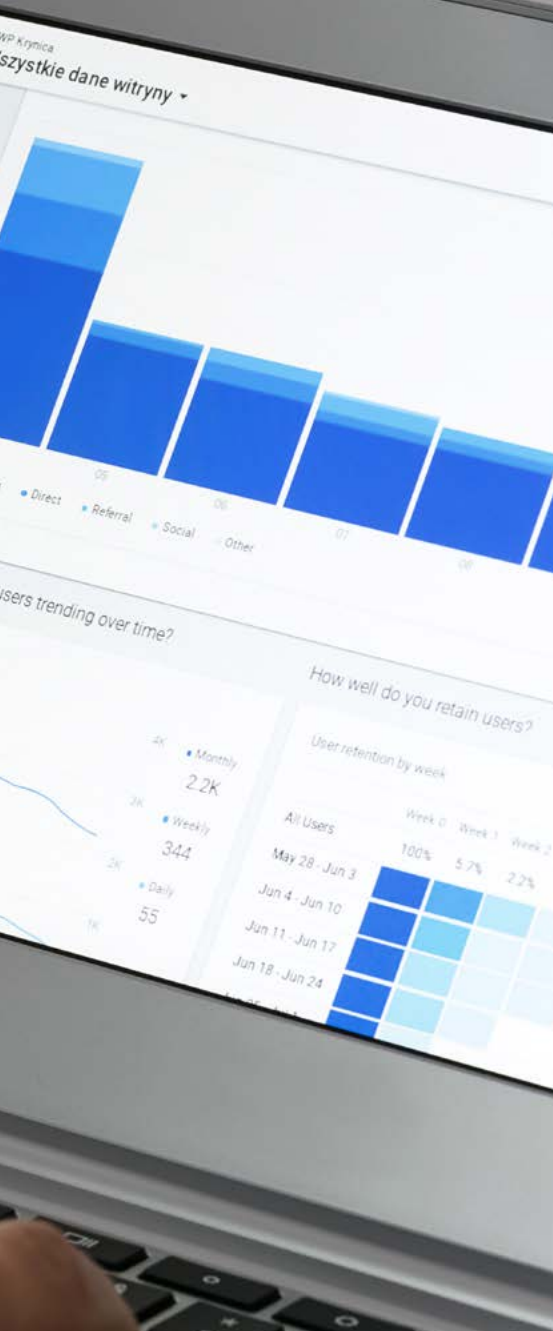 WP Krynica
szystkie dane witryny
05
06
07
08
Direct
Referral
Social
Other
users trending over time?
4K
Monthly
2.2K
Weekly
344
Daily
55
1K
How well do you retain users?
User retention by week
Week 0 Week 1 Week 2
All Users 100% 5.7% 2.2%
May 28 - Jun 3
Jun 4 - Jun 10
Jun 11 - Jun 17
Jun 18 - Jun 24